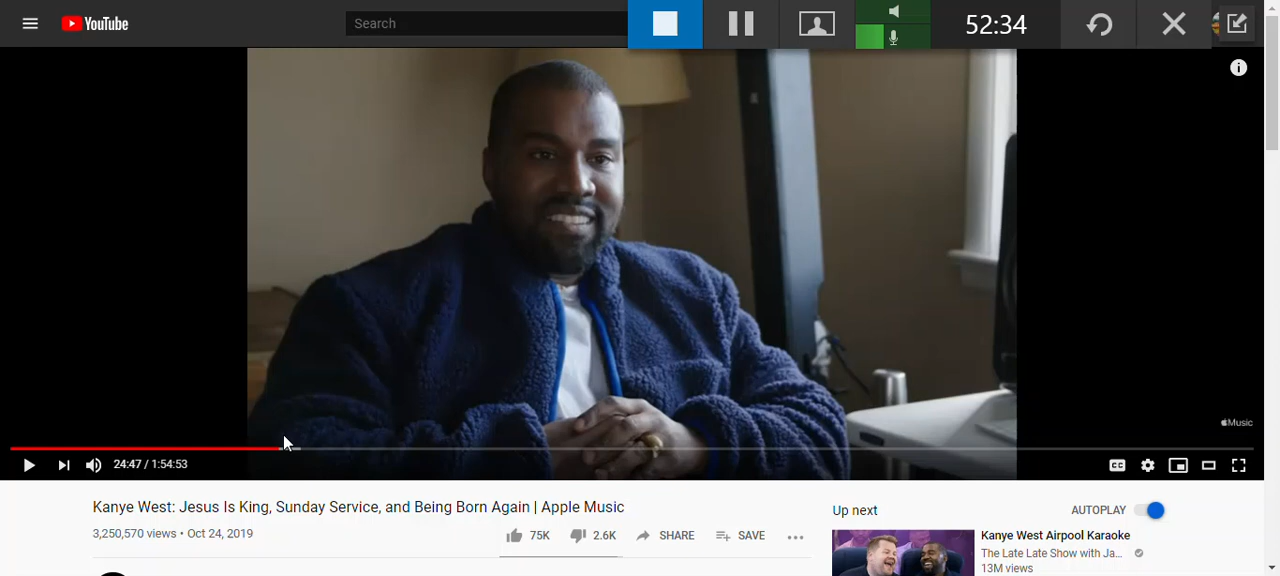 YouTube
Search
52:34
Music
24:47 / 1:54:53
CC
Kanye West: Jesus Is King, Sunday Service, and Being Born Again | Apple Music
3,250,570 views • Oct 24, 2019
75K
2.6K
SHARE
SAVE
Up next
AUTOPLAY
Kanye West Airpool Karaoke
The Late Late Show with Ja...
13M views